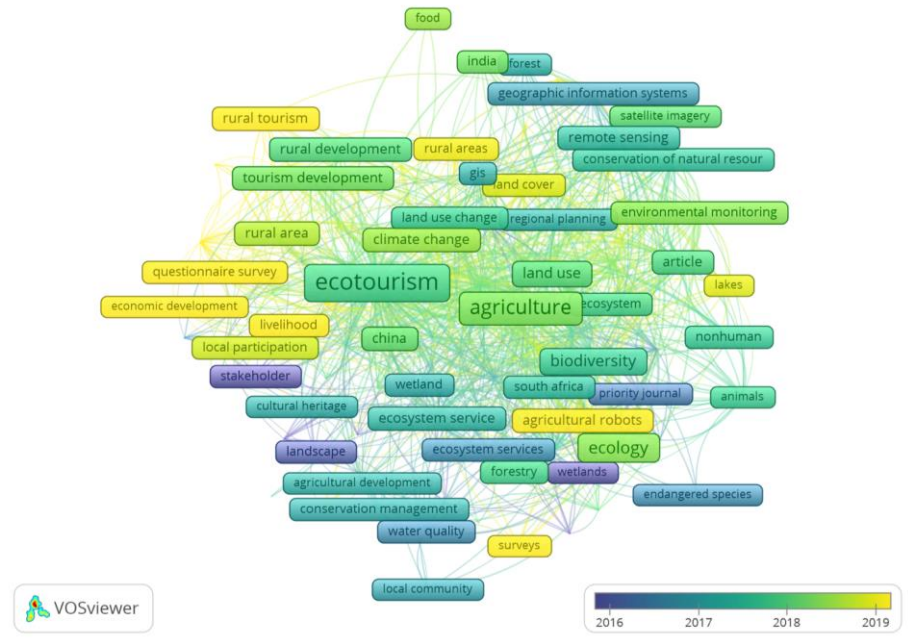 food
india
forest
geographic information systems
satellite imagery
rural tourism
remote sensing
rural development
rural areas
conservation of natural resour
gis
tourism development
land cover
land use change
regional planning
environmental monitoring
rural area
climate change
article
questionnaire survey
ecotourism
land use
lakes
economic development
agriculture
ecosystem
livelihood
china
nonhuman
local participation
biodiversity
stakeholder
wetland
south africa
priority journal
animals
cultural heritage
ecosystem service
agricultural robots
landscape
ecosystem services
ecology
forestry
wetlands
agricultural development
endangered species
conservation management
water quality
surveys
local community
VOSviewer
2016
2017
2018
2019